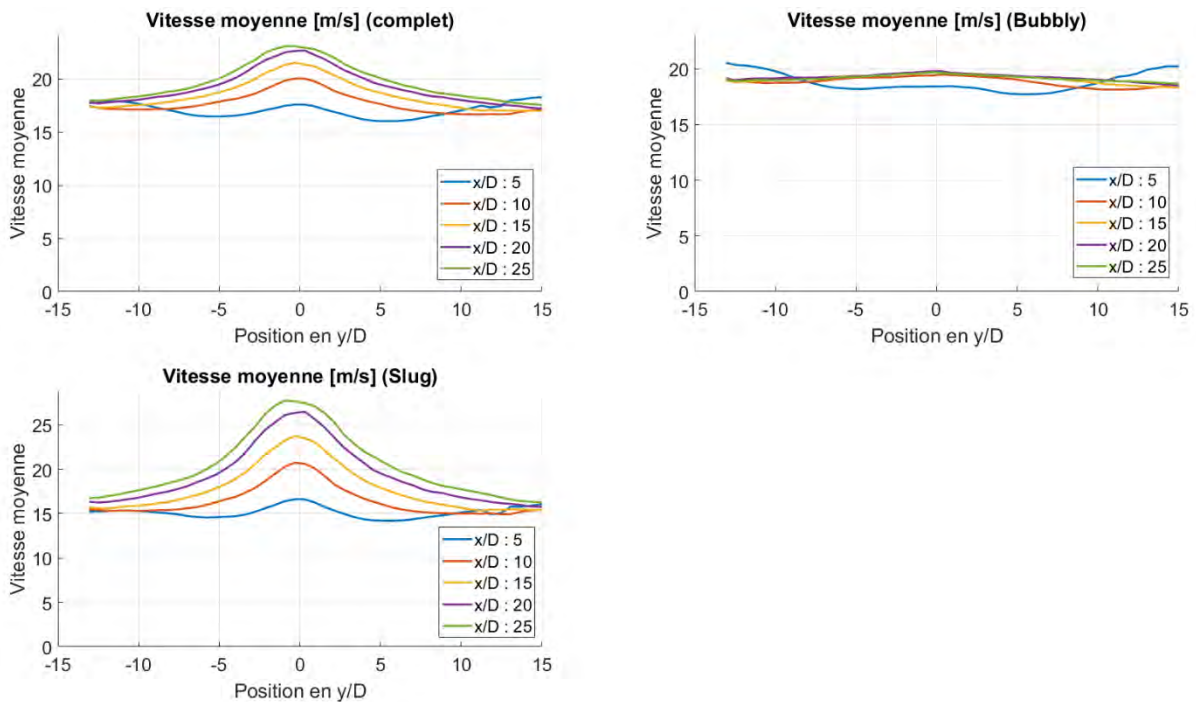 Vitesse moyenne [m/s] (complet)
Vitesse moyenne
20
15
10
5
0
-15
-10
-5
0
5
10
15
Position en y/D
x/D : 5
x/D : 10
x/D : 15
x/D : 20
x/D : 25
Vitesse moyenne [m/s] (Bubbly)
Vitesse moyenne
20
15
10
5
0
-15
-10
-5
0
5
10
15
Position en y/D
x/D : 5
x/D : 10
x/D : 15
x/D : 20
x/D : 25
Vitesse moyenne [m/s] (Slug)
Vitesse moyenne
25
20
15
10
5
0
-15
-10
-5
0
5
10
15
Position en y/D
x/D : 5
x/D : 10
x/D : 15
x/D : 20
x/D : 25